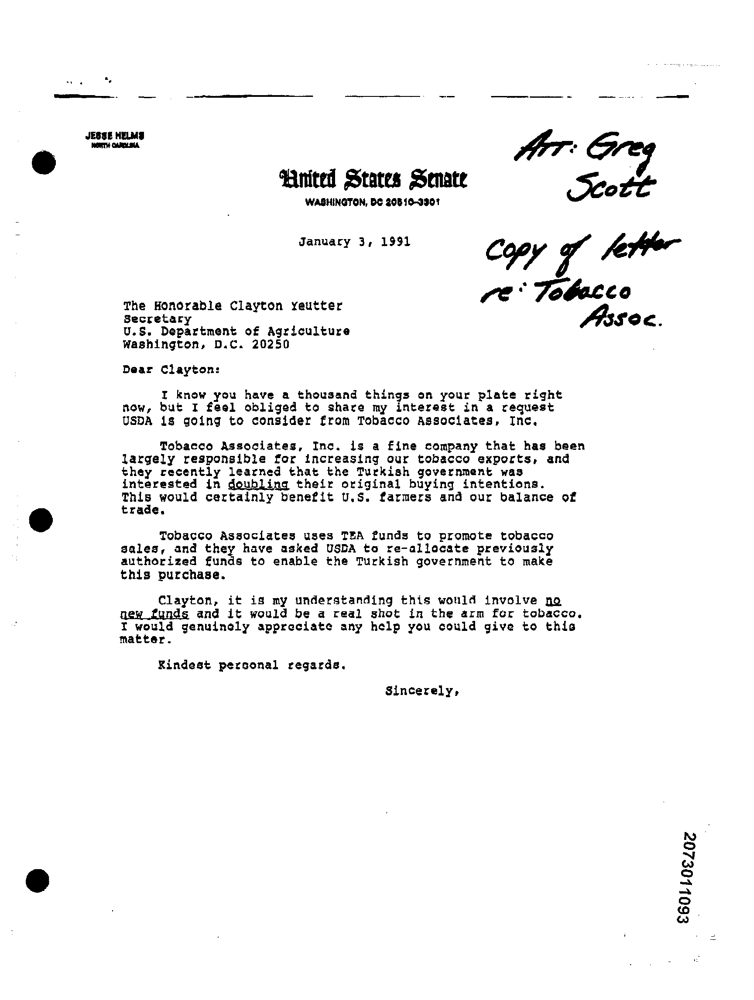 JESSE HELMS
NORTH CAROLINA
Att: Greg
Scott
United States Senate
WASHINGTON, DC 20510-3301
January 3, 1991
Copy of letter
re: Tobacco
Assoc.
The Honorable Clayton Yeutter
Secretary
U.S. Department of Agriculture
Washington, D.C. 20250
Dear Clayton:
I know you have a thousand things on your plate right
now, but I feel obliged to share my interest in a request
USDA is going to consider from Tobacco Associates, Inc.
Tobacco Associates, Inc. is a fine company that has been
largely responsible for increasing our tobacco exports, and
they recently learned that the Turkish government was
interested in doubling their original buying intentions.
This would certainly benefit U.S. farmers and our balance of
trade.
Tobacco Associates uses TEA funds to promote tobacco
sales, and they have asked USDA to re-allocate previously
authorized funds to enable the Turkish government to make
this purchase.
Clayton, it is my understanding this would involve no
new funds and it would be a real shot in the arm for tobacco.
I would genuinely appreciate any help you could give to this
matter.
Kindest personal regards.
Sincerely,
2073011093